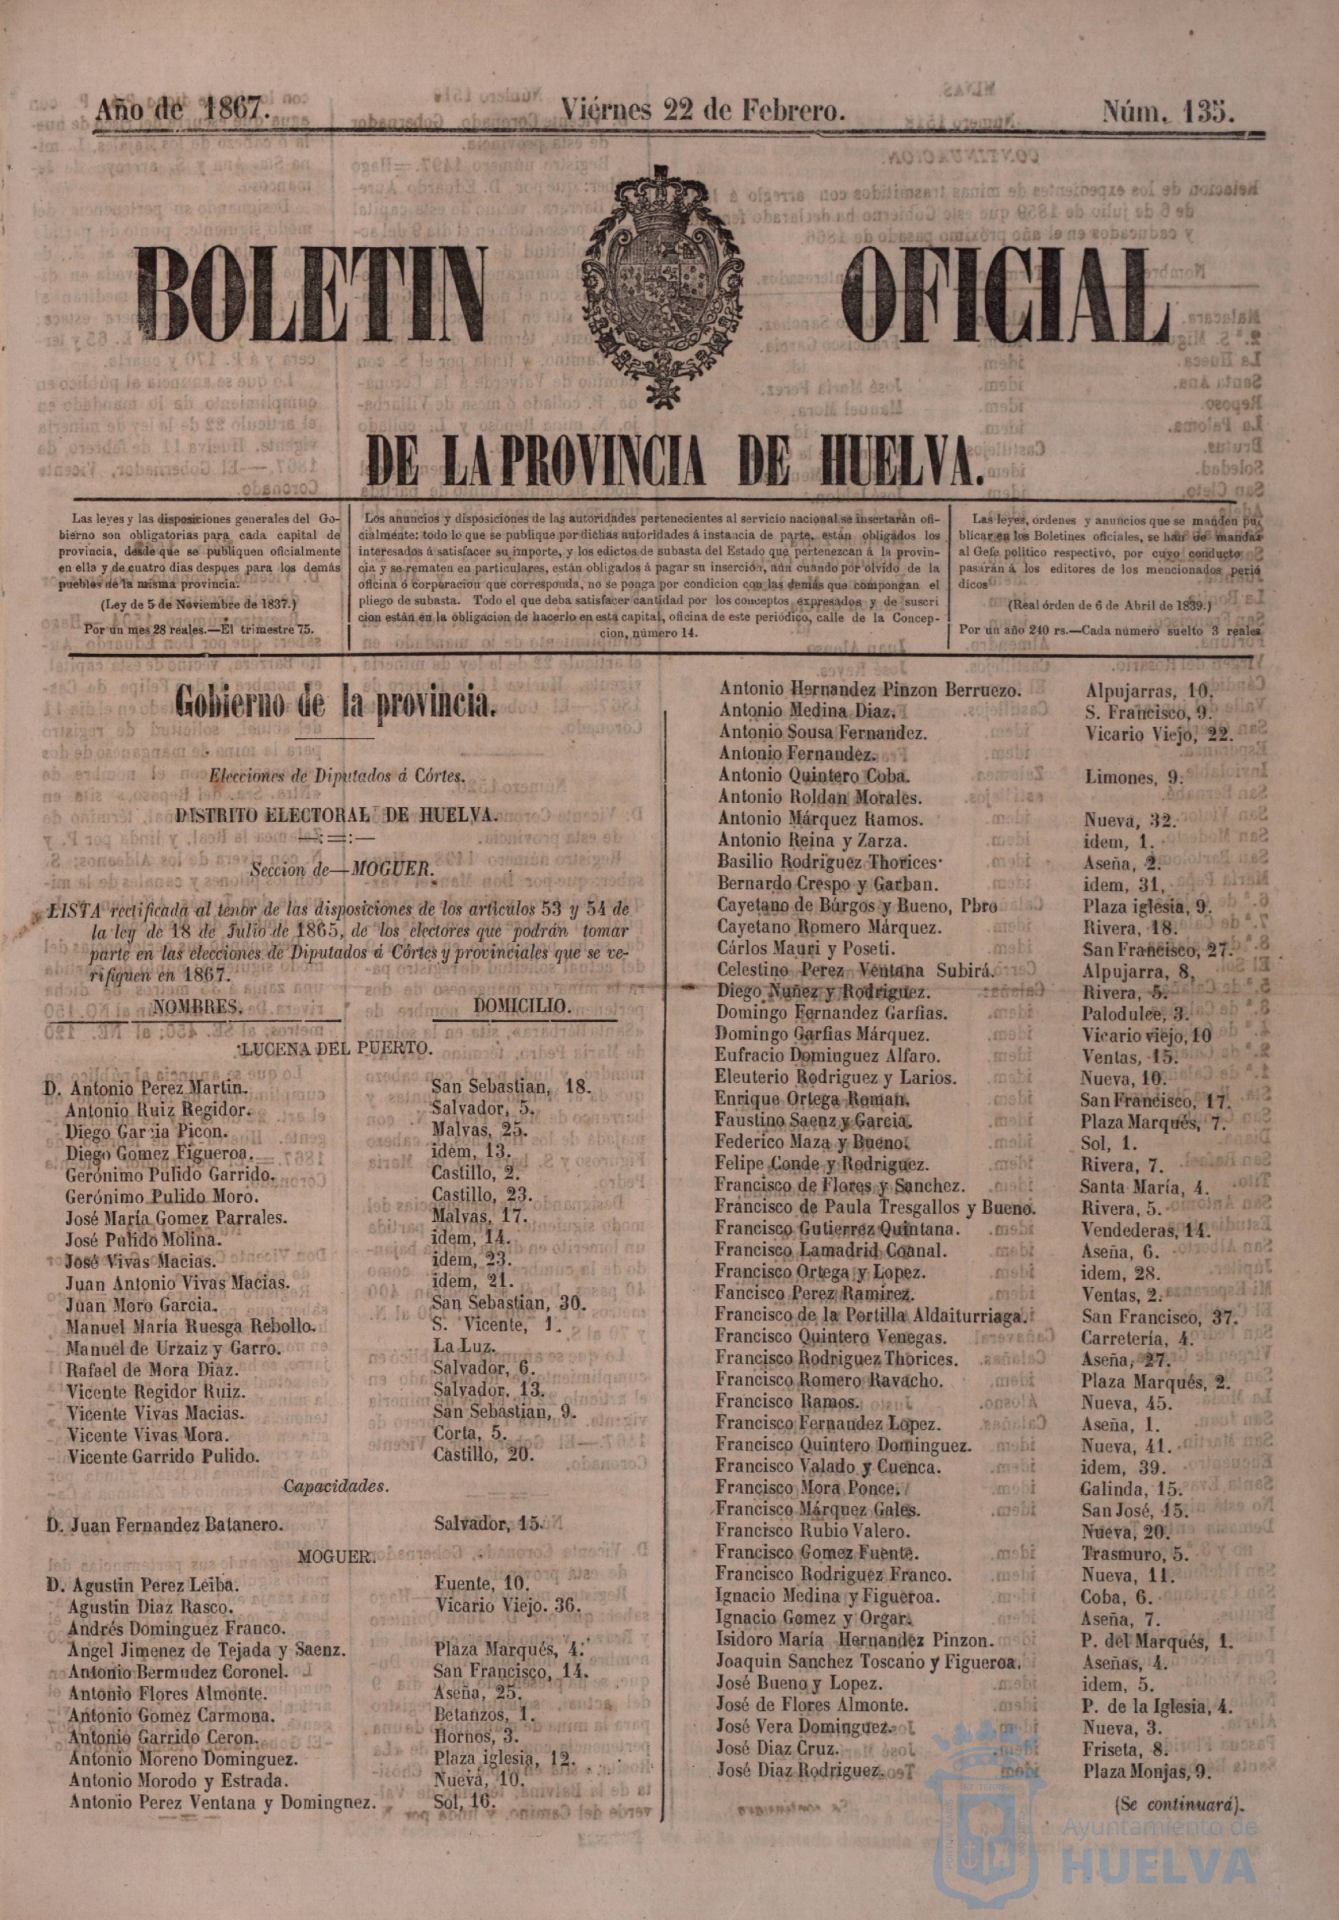 Año de 1867.
Viérnes 22 de Febrero.
Núm. 135.
BOLETIN OFICIAL
DE LA PROVINCIA DE HUELVA.
Las leyes y las disposiciones generales del Go-
bierno son obligatorias para cada capital de
provincia, desde que se publiquen oficialmente
en ella y de cuatro dias despues para los demás
pueblos de la misma provincia.
(Ley de 5 de Noviembre de 1837.)
Por un mes 28 reales.—El trimestre 75.
Los anuncios y disposiciones de las autoridades pertenecientes al servicio nacional se insertarán ofi-
cialmente: todo lo que se publique por dichas autoridades á instancia de parte, están obligados los
interesados á satisfacer su importe, y los edictos de subasta del Estado que pertenezcan á la provin-
cia y se rematen en particulares, están obligados á pagar su inserción, aún cuando por olvido de la
oficina ó corporacion que corresponda, no se ponga por condicion con las demás que compongan el
pliego de subasta. Todo el que deba satisfacer cantidad por los conceptos expresados y de suscri
cion están en la obligacion de hacerlo en esta capital, oficina de este periódico, calle de la Concep-
cion, número 14.
Las leyes, órdenes y anuncios que se manden pu
blicar en los Boletines oficiales, se han de mandar
al Gefe político respectivo, por cuyo conducto
pasarán á los editores de los mencionados perió
dicos
(Real órden de 6 de Abril de 1839.)
Por un año 240 rs.—Cada número suelto 3 reales
Gobierno de la provincia.
Elecciones de Diputados á Córtes.
DISTRITO ELECTORAL DE HUELVA.
Seccion de—MOGUER.
LISTA rectificada al tenor de las disposiciones de los articulos 53 y 54 de
la ley de 18 de Julio de 1865, de los electores que podrán tomar
parte en las elecciones de Diputados á Córtes y provinciales que se ve-
rifiquen en 1867.
NOMBRES. DOMICILIO.
LUCENA DEL PUERTO.
D. Antonio Perez Martin. San Sebastian, 18.
Antonio Ruiz Regidor. Salvador, 5.
Diego Garcia Picon. Malvas, 25.
Diego Gomez Figueroa. idem, 13.
Gerónimo Pulido Garrido. Castillo, 2.
Gerónimo Pulido Moro. Castillo, 23.
José María Gomez Parrales. Malvas, 17.
José Pulido Molina. idem, 14.
José Vivas Macias. idem, 23.
Juan Antonio Vivas Macias. idem, 21.
Juan Moro Garcia. San Sebastian, 30.
Manuel María Ruesga Rebollo. S. Vicente, 1.
Manuel de Urzaiz y Garro. La Luz.
Rafael de Mora Diaz. Salvador, 6.
Vicente Regidor Ruiz. Salvador, 13.
Vicente Vivas Macias. San Sebastian, 9.
Vicente Vivas Mora. Corta, 5.
Vicente Garrido Pulido. Castillo, 20.
Capacidades.
D. Juan Fernandez Batanero. Salvador, 15.
MOGUER.
D. Agustin Perez Leiba. Fuente, 10.
Agustin Diaz Rasco. Vicario Viejo. 36.
Andrés Dominguez Franco.
Angel Jimenez de Tejada y Saenz. Plaza Marqués, 4.
Antonio Bermudez Coronel. San Francisco, 14.
Antonio Flores Almonte. Aseña, 25.
Antonio Gomez Carmona. Betanzos, 1.
Antonio Garrido Ceron. Hornos, 3.
Antonio Moreno Dominguez. Plaza iglesia, 12.
Antonio Morodo y Estrada. Nueva, 10.
Antonio Perez Ventana y Domingnez. Sol, 16.
Antonio Hernandez Pinzon Berruezo. Alpujarras, 10.
Antonio Medina Diaz. S. Francisco, 9.
Antonio Sousa Fernandez. Vicario Viejo, 22.
Antonio Fernandez.
Antonio Quintero Coba. Limones, 9.
Antonio Roldan Morales.
Antonio Márquez Ramos. Nueva, 32.
Antonio Reina y Zarza. idem, 1.
Basilio Rodriguez Thorices Aseña, 2.
Bernardo Crespo y Garban. idem, 31,
Cayetano de Búrgos y Bueno, Pbro Plaza iglesia, 9.
Cayetano Romero Márquez. Rivera, 18.
Cárlos Mauri y Poseti. San Francisco, 27.
Celestino Perez Ventana Subirá. Alpujarra, 8,
Diego Nuñez y Rodriguez. Rivera, 5.
Domingo Fernandez Garfias. Palodulce, 3.
Domingo Garfias Márquez. Vicario viejo, 10
Eufracio Dominguez Alfaro. Ventas, 15.
Eleuterio Rodriguez y Larios. Nueva, 10.
Enrique Ortega Roman. San Francisco, 17.
Faustino Saenz y Garcia. Plaza Marqués, 7.
Federico Maza y Bueno. Sol, 1.
Felipe Conde y Rodriguez. Rivera, 7.
Francisco de Flores y Sanchez. Santa María, 4.
Francisco de Paula Tresgallos y Bueno. Rivera, 5.
Francisco Gutierrez Quintana. Vendederas, 14.
Francisco Lamadrid Coanal. Aseña, 6.
Francisco Ortega y Lopez. idem, 28.
Fancisco Perez Ramirez. Ventas, 2.
Francisco de la Portilla Aldaiturriaga. San Francisco, 37.
Francisco Quintero Venegas. Carretería, 4.
Francisco Rodriguez Thorices. Aseña, 27.
Francisco Romero Ravacho. Plaza Marqués, 2.
Francisco Ramos. Nueva, 45.
Francisco Fernandez Lopez. Aseña, 1.
Francisco Quintero Dominguez. Nueva, 41.
Francisco Valado y Cuenca. idem, 39.
Francisco Mora Ponce. Galinda, 15.
Francisco Márquez Gales. San José, 15.
Francisco Rubio Valero. Nueva, 20.
Francisco Gomez Fuente. Trasmuro, 5.
Francisco Rodriguez Franco. Nueva, 11.
Ignacio Medina y Figueroa. Coba, 6.
Ignacio Gomez y Orgar. Aseña, 7.
Isidoro María Hernandez Pinzon. P. del Marqués, 1.
Joaquin Sanchez Toscano y Figueroa. Aseñas, 4.
José Bueno y Lopez. idem, 5.
José de Flores Almonte. P. de la Iglesia, 4.
José Vera Dominguez. Nueva, 3.
José Diaz Cruz. Friseta, 8.
José Diaz Rodriguez. Plaza Monjas, 9.
(Se continuará).
Ayuntamiento de
HUELVA